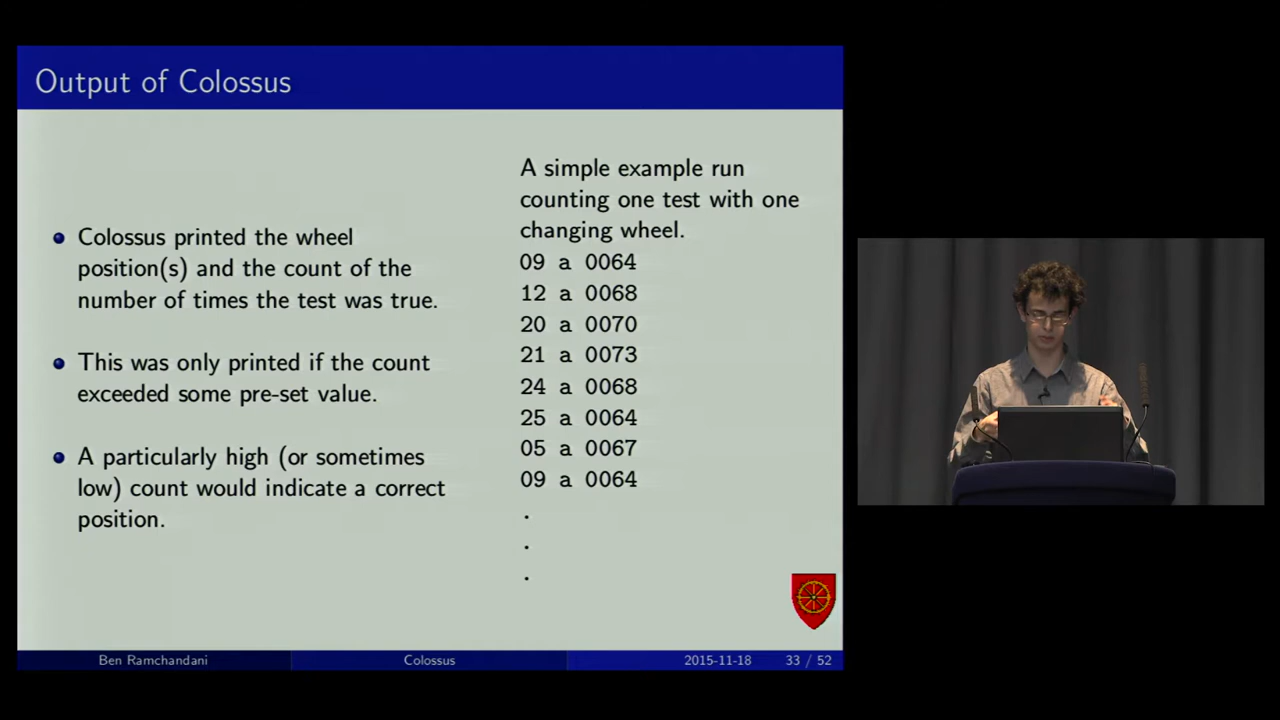 Output of Colossus
Colossus printed the wheel
position(s) and the count of the
number of times the test was true.
This was only printed if the count
exceeded some pre-set value.
A particularly high (or sometimes
low) count would indicate a correct
position.
A simple example run
counting one test with one
changing wheel.
09 a 0064
12 a 0068
20 a 0070
21 a 0073
24 a 0068
25 a 0064
05 a 0067
09 a 0064
.
.
.
Ben Ramchandani
Colossus
2015-11-18
33 / 52